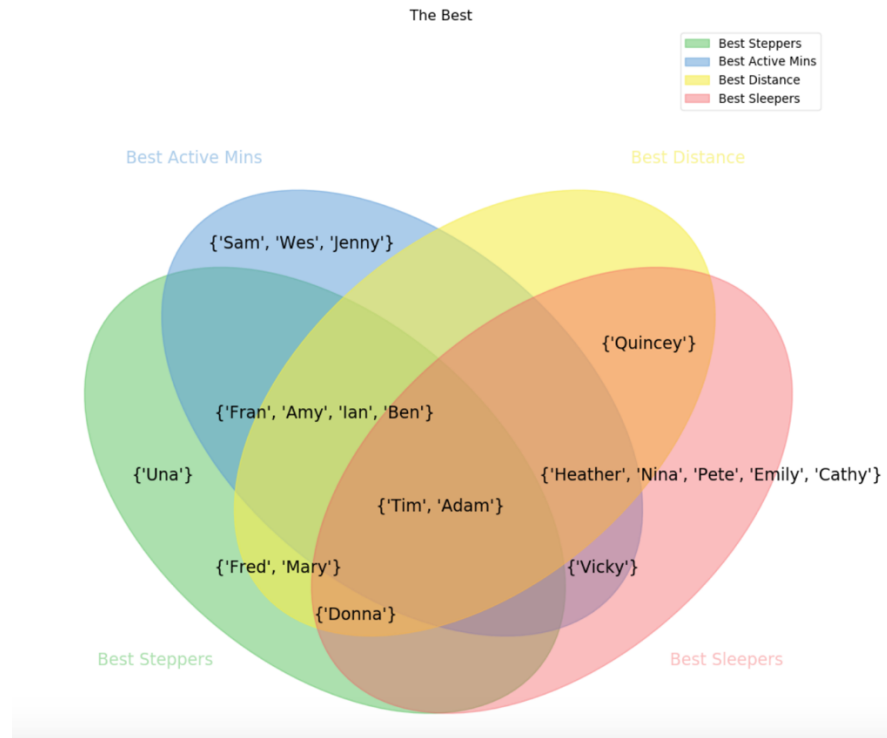 The Best
Best Steppers
Best Active Mins
Best Distance
Best Sleepers
Best Active Mins
Best Distance
{'Sam', 'Wes', 'Jenny'}
{'Quincey'}
{'Fran', 'Amy', 'Ian', 'Ben'}
{'Una'}
{'Heather', 'Nina', 'Pete', 'Emily', 'Cathy'}
{'Tim', 'Adam'}
{'Fred', 'Mary'}
{'Vicky'}
{'Donna'}
Best Steppers
Best Sleepers